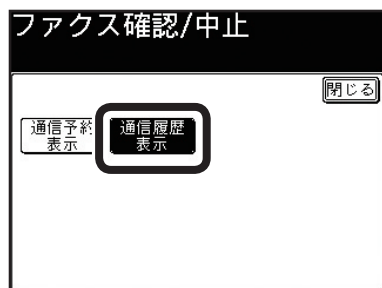 ファクス確認/中止
閉じる
通信予約
表示
通信履歴
表示